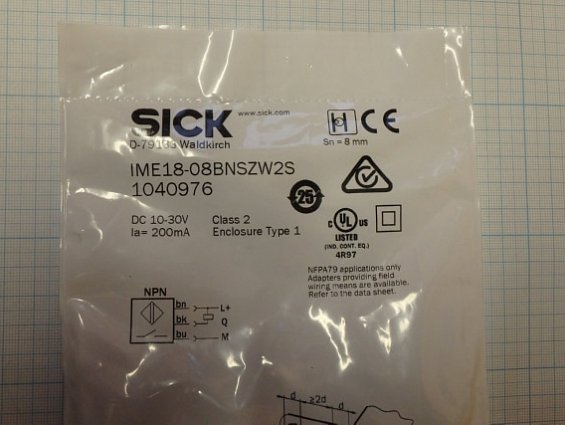 SICK
www.sick.com
D-79183 Waldkirch
Sn = 8 mm
IME18-08BNSZW2S
1040976
25
DC 10-30V Class 2
Ia= 200mA Enclosure Type 1
C UL US
LISTED
(IND. CONT. EQ.)
4R97
NFPA79 applications only
Adapters providing field
wiring means are available.
Refer to the data sheet.
NPN
bn L+
bk Q
bu M
d ≥2d d